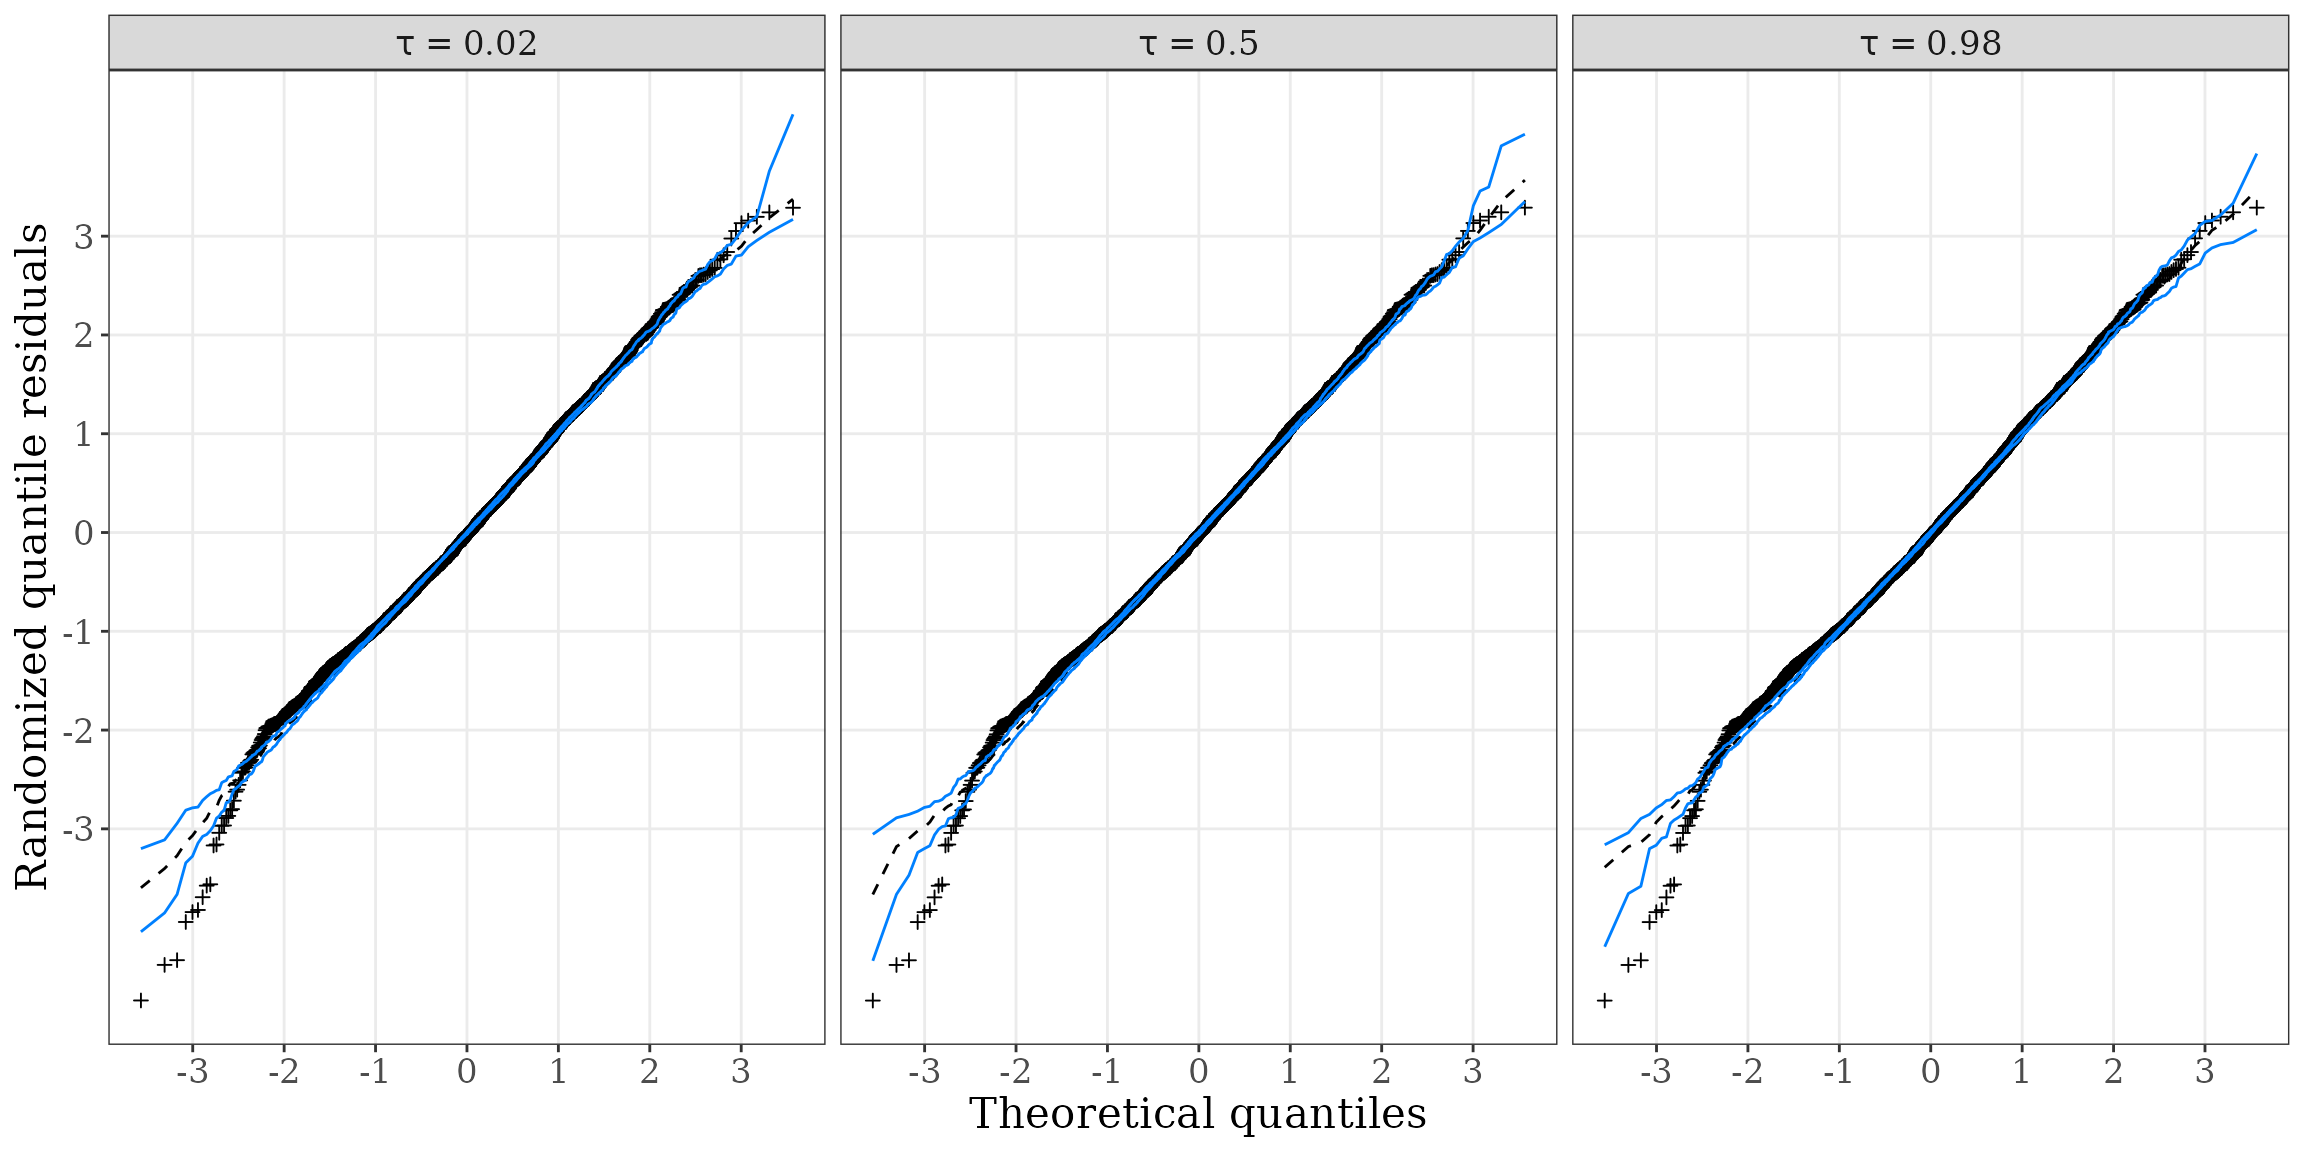 τ = 0.02
τ = 0.5
τ = 0.98
Randomized quantile residuals
3
2
1
0
-1
-2
-3
-3 -2 -1 0 1 2 3
-3 -2 -1 0 1 2 3
-3 -2 -1 0 1 2 3
Theoretical quantiles